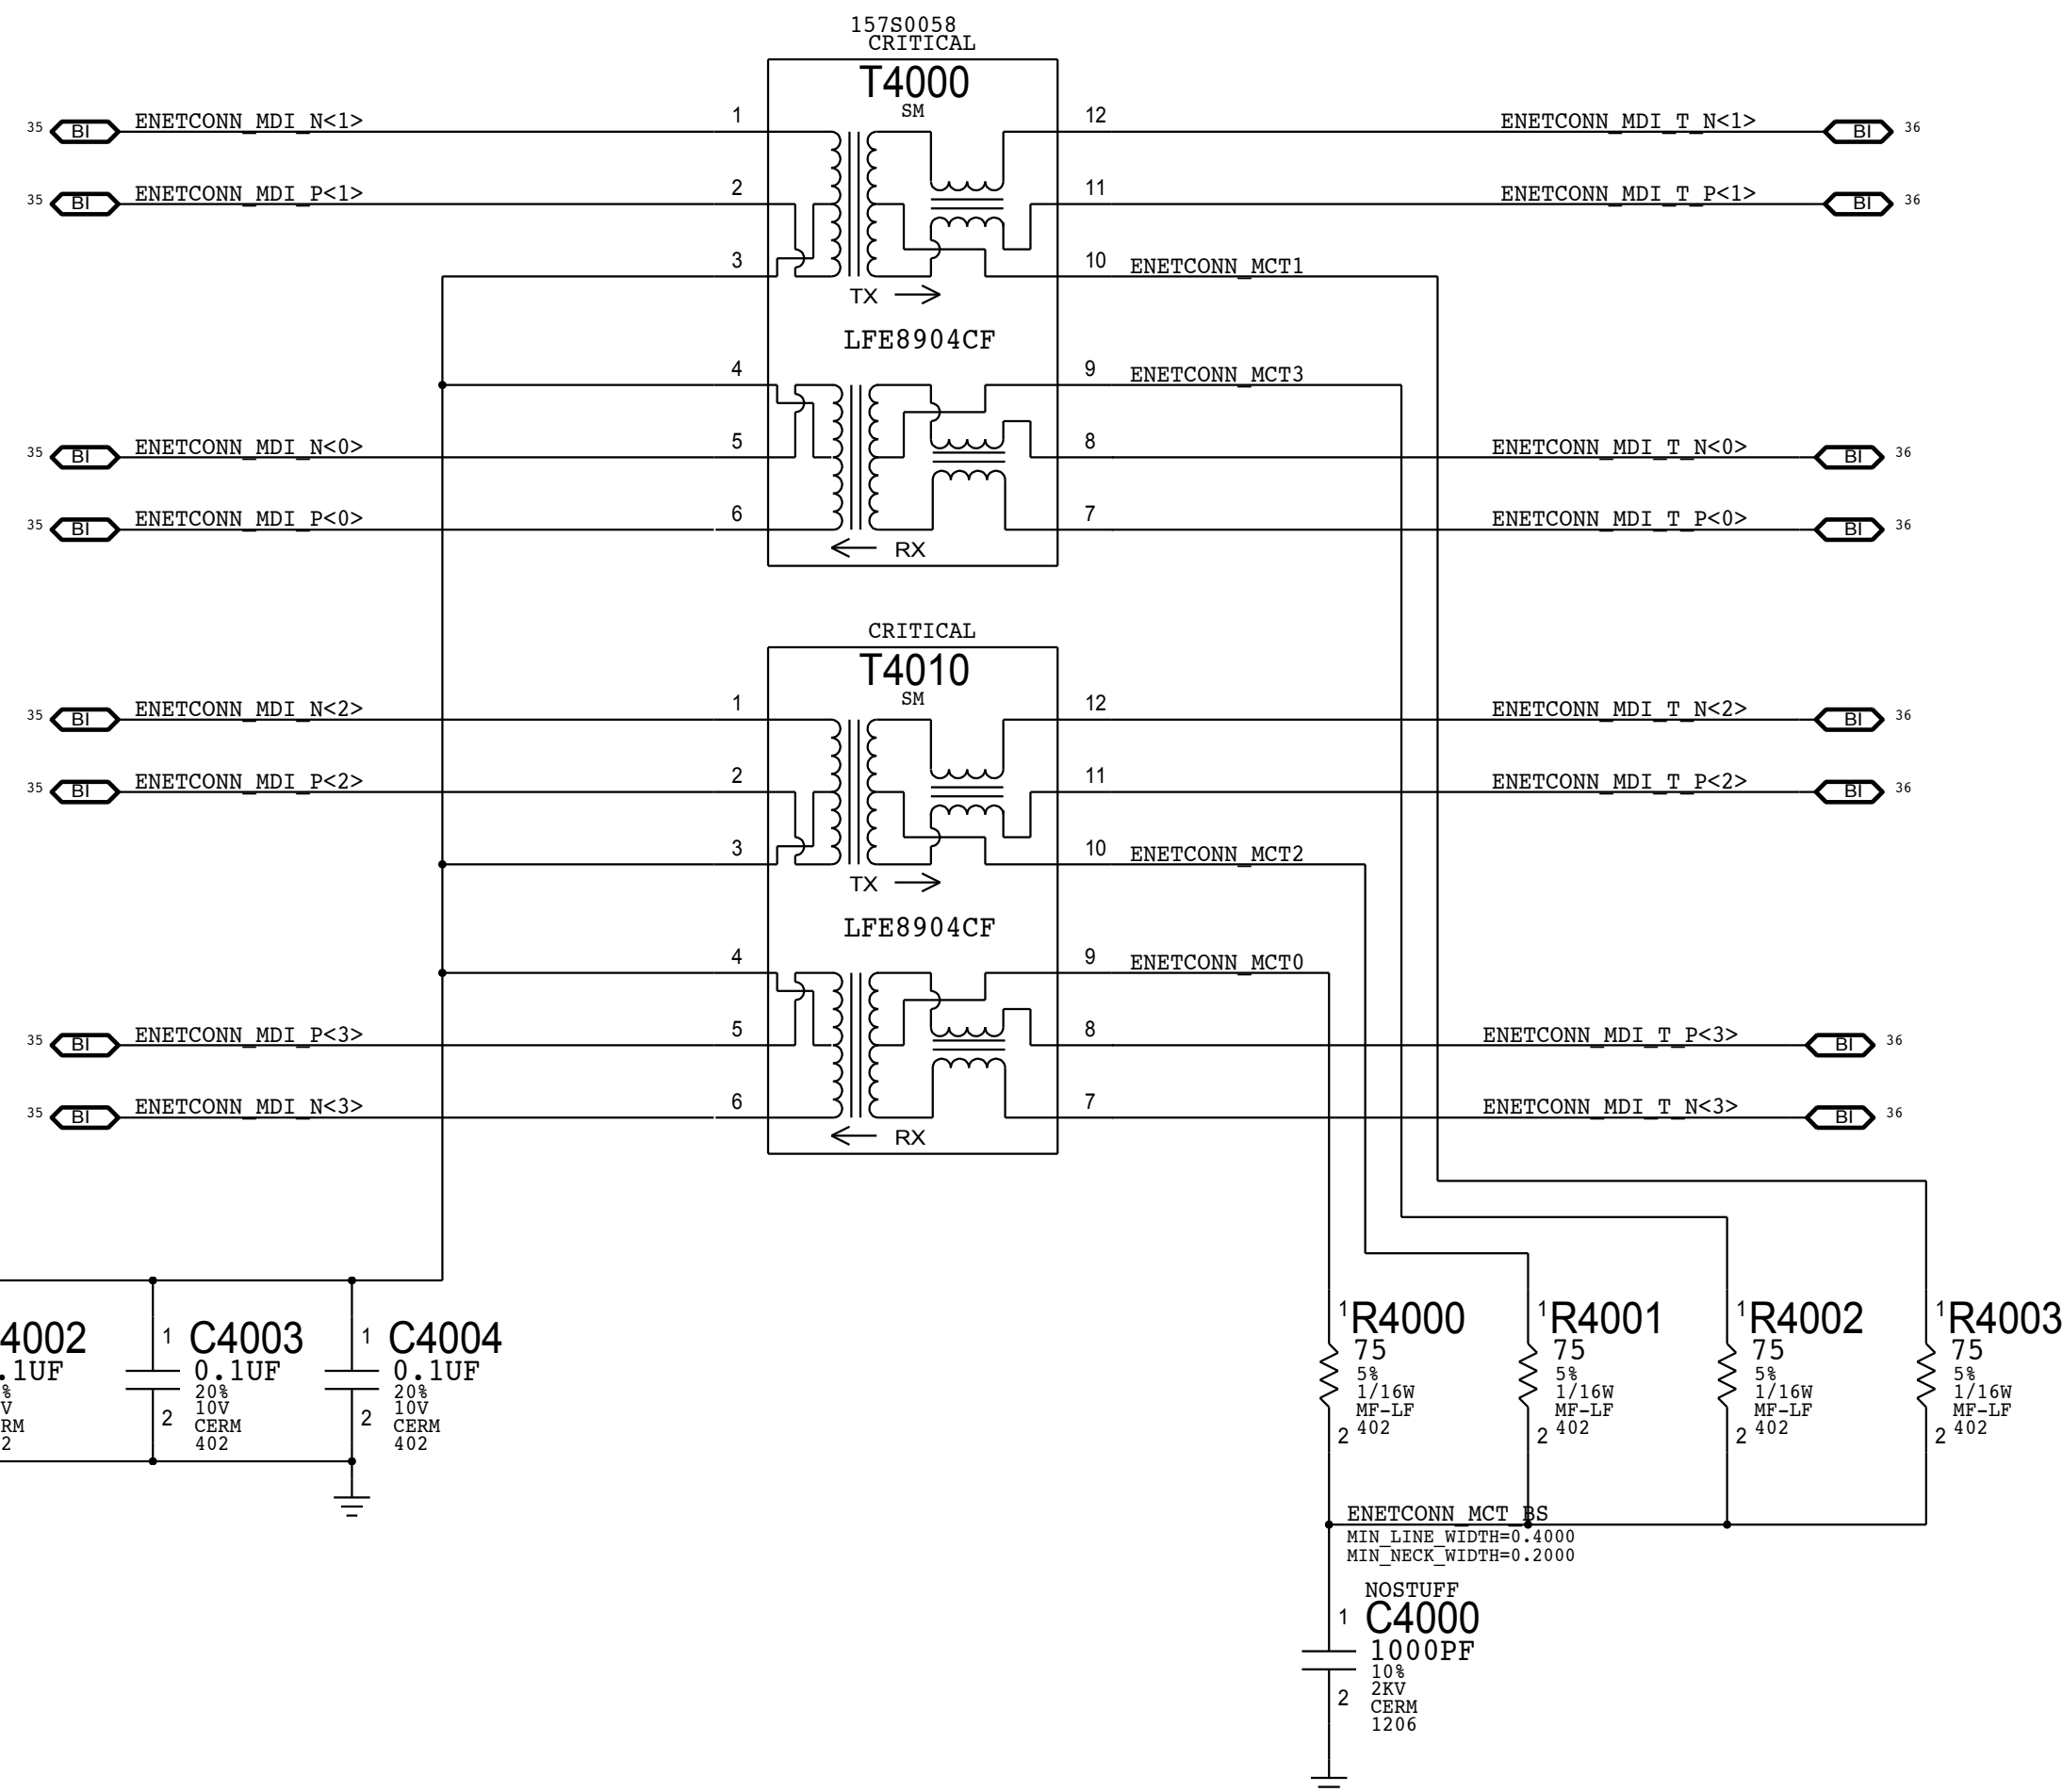 157S0058
CRITICAL
T4000
SM
35 BI ENETCONN_MDI_N<1> 1 12 ENETCONN_MDI_T_N<1> BI 36
35 BI ENETCONN_MDI_P<1> 2 11 ENETCONN_MDI_T_P<1> BI 36
3 10 ENETCONN_MCT1
TX
LFE8904CF
4 9 ENETCONN_MCT3
35 BI ENETCONN_MDI_N<0> 5 8 ENETCONN_MDI_T_N<0> BI 36
35 BI ENETCONN_MDI_P<0> 6 7 ENETCONN_MDI_T_P<0> BI 36
RX
CRITICAL
T4010
SM
35 BI ENETCONN_MDI_N<2> 1 12 ENETCONN_MDI_T_N<2> BI 36
35 BI ENETCONN_MDI_P<2> 2 11 ENETCONN_MDI_T_P<2> BI 36
3 10 ENETCONN_MCT2
TX
LFE8904CF
4 9 ENETCONN_MCT0
35 BI ENETCONN_MDI_P<3> 5 8 ENETCONN_MDI_T_P<3> BI 36
35 BI ENETCONN_MDI_N<3> 6 7 ENETCONN_MDI_T_N<3> BI 36
RX
4002
.1UF
%
V
RM
2
1 C4003
0.1UF
20%
10V
2 CERM
402
1 C4004
0.1UF
20%
10V
2 CERM
402
1 R4000
75
5%
1/16W
MF-LF
2 402
1 R4001
75
5%
1/16W
MF-LF
2 402
1 R4002
75
5%
1/16W
MF-LF
2 402
1 R4003
75
5%
1/16W
MF-LF
2 402
ENETCONN_MCT_BS
MIN_LINE_WIDTH=0.4000
MIN_NECK_WIDTH=0.2000
NOSTUFF
1 C4000
1000PF
10%
2KV
2 CERM
1206